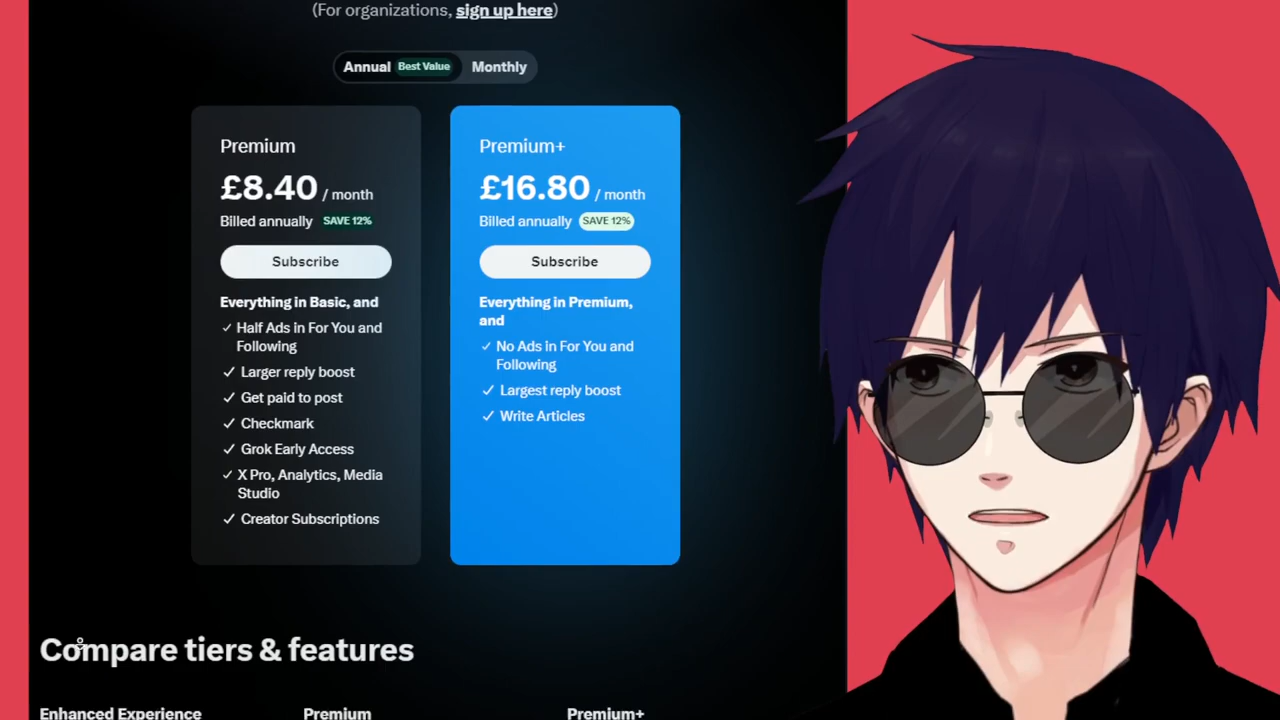 (For organizations, sign up here)
Annual Best Value Monthly
Premium
£8.40 / month
Billed annually SAVE 12%
Subscribe
Everything in Basic, and
Half Ads in For You and
Following
Larger reply boost
Get paid to post
Checkmark
Grok Early Access
X Pro, Analytics, Media
Studio
Creator Subscriptions
Premium+
£16.80 / month
Billed annually SAVE 12%
Subscribe
Everything in Premium,
and
No Ads in For You and
Following
Largest reply boost
Write Articles
Compare tiers & features
Enhanced Experience Premium Premium+